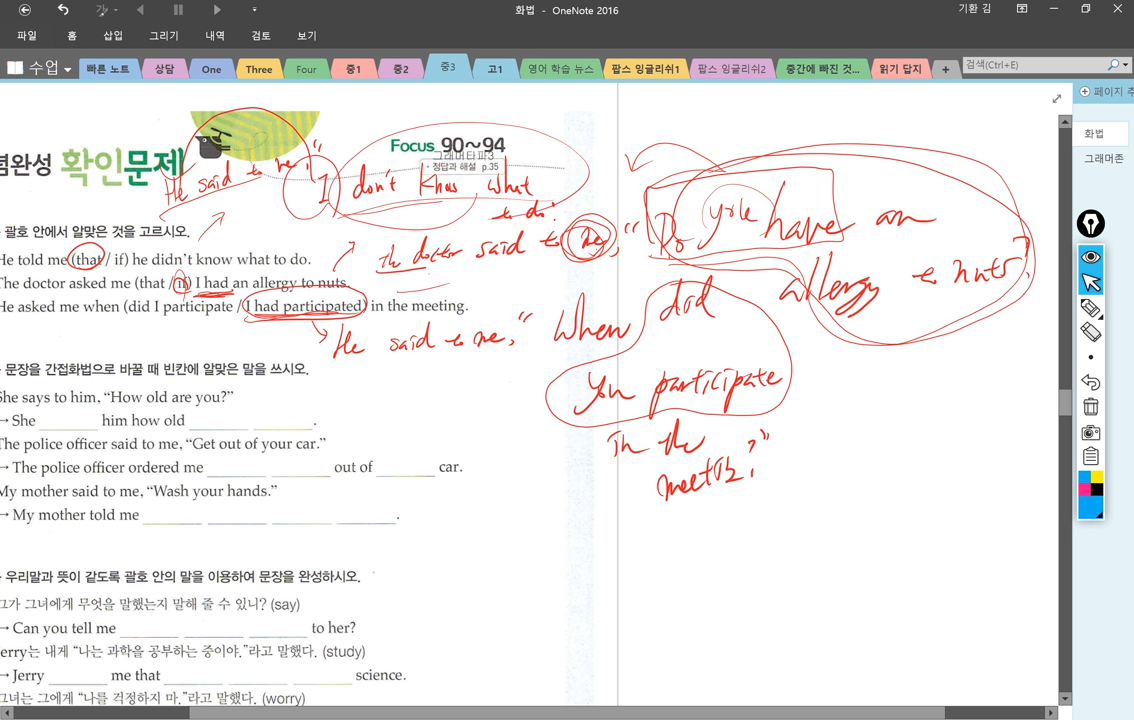 화법 - OneNote 2016
기환 김
파일 홈 삽입 그리기 내역 검토 보기
수업 빠른 노트 상담 One Three Four 중1 중2 중3 고1 영어 학습 뉴스 팝스 잉글리쉬1 팝스 잉글리쉬2 중간에 빠진 것... 읽기 답지 + 검색(Ctrl+E)
페이지 추
화법
그래머존
Focus 90~94
그래머타파3
• 정답과 해설 p.35
념완성 확인문제
He said to me, "I don't know what to do."
괄호 안에서 알맞은 것을 고르시오.
the doctor said to me, "Do you have an allergy to nuts?"
He told me (that / if) he didn't know what to do.
The doctor asked me (that / if) I had an allergy to nuts.
He asked me when (did I participate / I had participated) in the meeting.
He said to me, "When did you participate in the meeting?"
문장을 간접화법으로 바꿀 때 빈칸에 알맞은 말을 쓰시오.
She says to him, "How old are you?"
→ She ______ him how old ______ ______.
The police officer said to me, "Get out of your car."
→ The police officer ordered me ______ ______ out of ______ car.
My mother said to me, "Wash your hands."
→ My mother told me ______ ______ ______ ______.
우리말과 뜻이 같도록 괄호 안의 말을 이용하여 문장을 완성하시오.
그가 그녀에게 무엇을 말했는지 말해 줄 수 있니? (say)
→ Can you tell me ______ ______ ______ to her?
erry는 내게 "나는 과학을 공부하는 중이야."라고 말했다. (study)
→ Jerry ______ me that ______ ______ ______ science.
그녀는 그에게 "나를 걱정하지 마."라고 말했다. (worry)